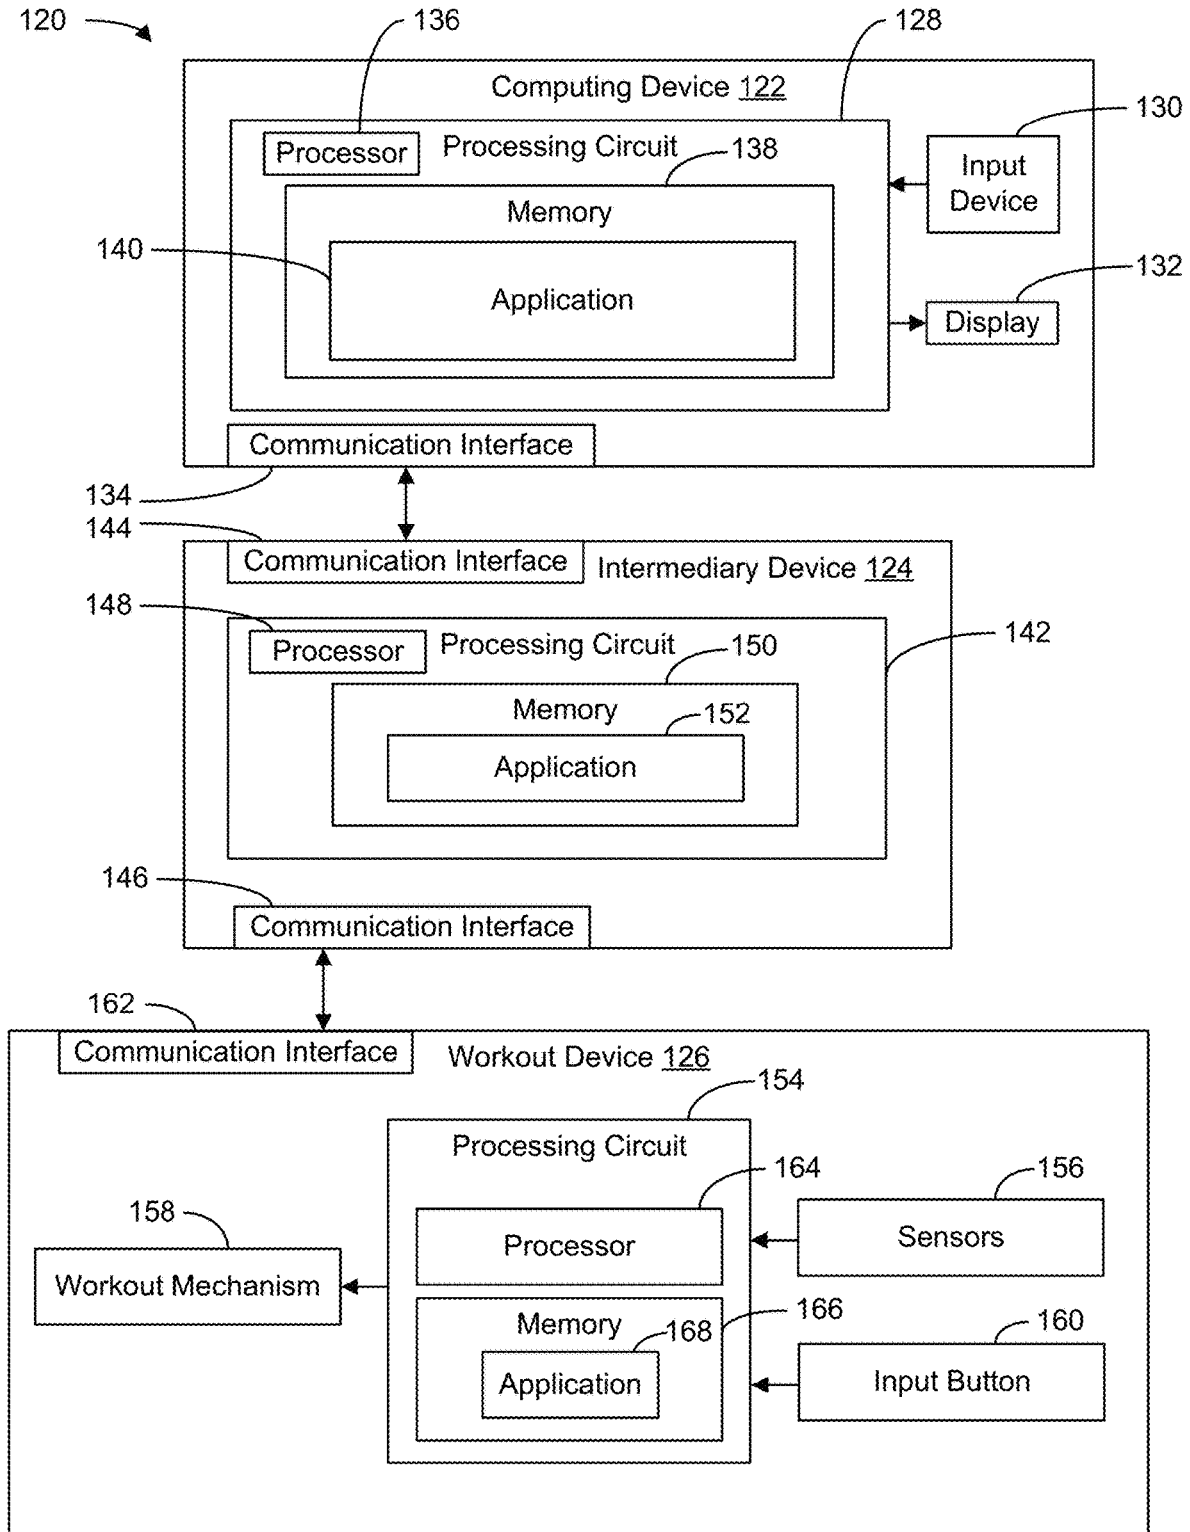 120
136
128
Computing Device 122
130
Processor
Processing Circuit
138
Input
Device
Memory
140
132
Application
Display
Communication Interface
134
144
Communication Interface
Intermediary Device 124
148
142
Processor
Processing Circuit
150
Memory
152
Application
146
Communication Interface
162
Communication Interface
Workout Device 126
154
Processing Circuit
164
156
158
Processor
Sensors
Workout Mechanism
166
Memory
168
160
Application
Input Button